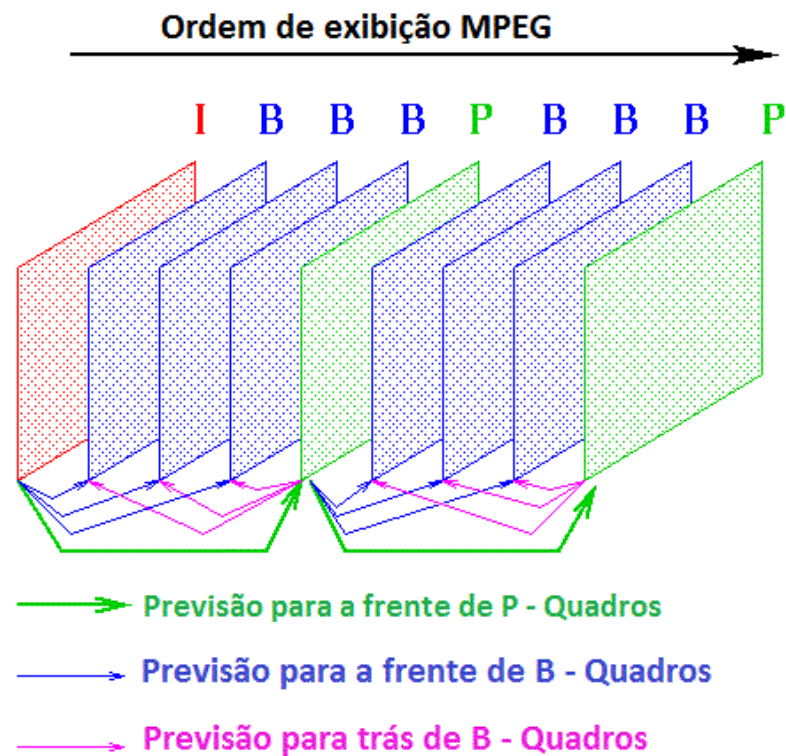 Ordem de exibição MPEG
I B B B P B B B P
Previsão para a frente de P - Quadros
Previsão para a frente de B - Quadros
Previsão para trás de B - Quadros